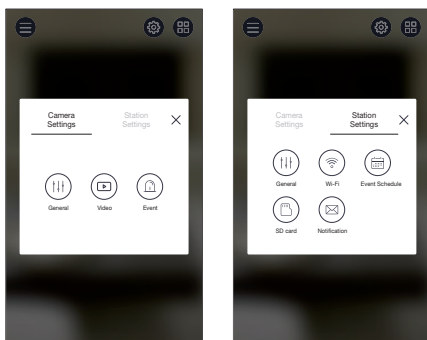 Camera
Settings
Station
Settings
General
Video
Event
Camera
Settings
Station
Settings
General
Wi-Fi
Event Schedule
SD card
Notification